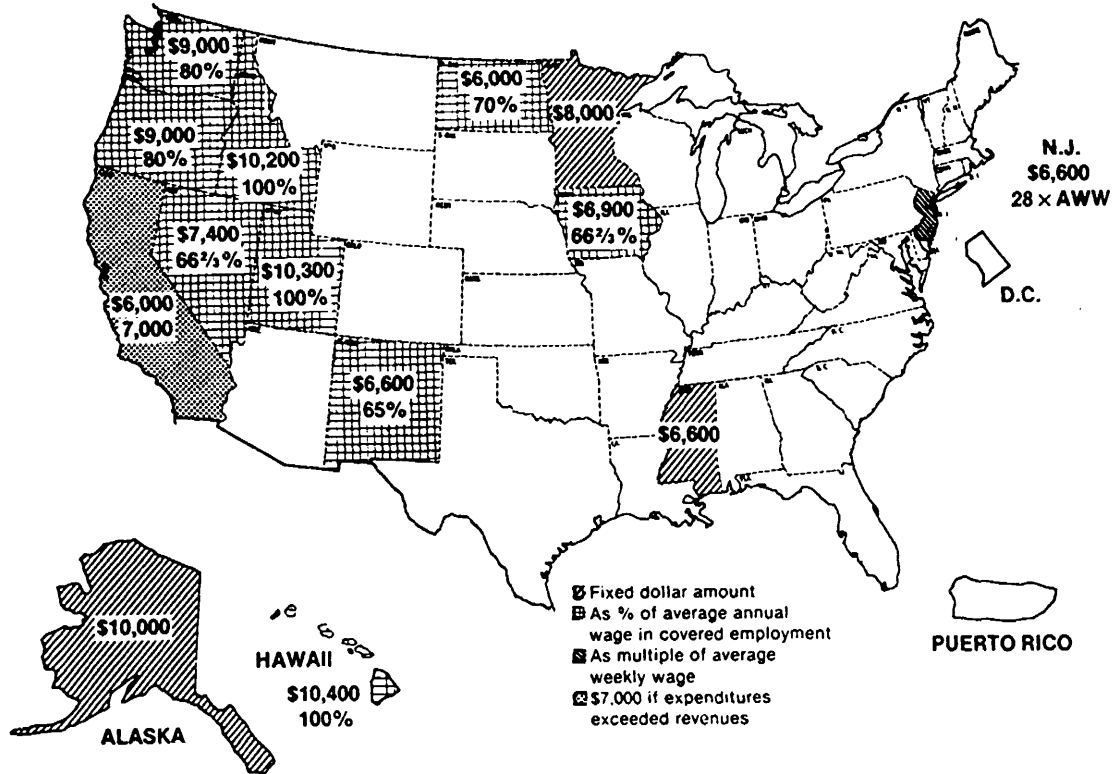 $9,000
80%
$9,000
80%
$10,200
100%
$7,400
66⅔%
$10,300
100%
$6,000
7,000
$6,600
65%
$6,000
70%
$8,000
$6,900
66⅔%
$6,600
N.J.
$6,600
28 × AWW
D.C.
$10,000
ALASKA
HAWAII
$10,400
100%
Fixed dollar amount
As % of average annual
wage in covered employment
As multiple of average
weekly wage
$7,000 if expenditures
exceeded revenues
PUERTO RICO